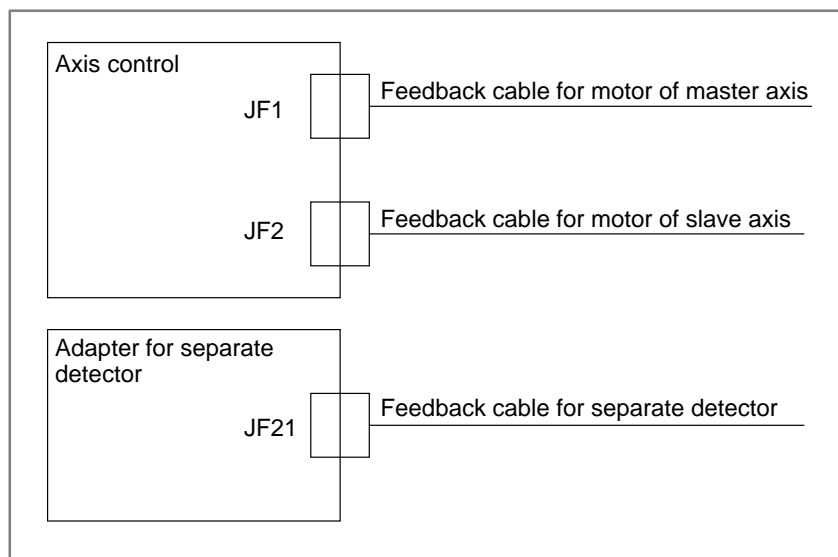 Axis control
JF1
Feedback cable for motor of master axis
JF2
Feedback cable for motor of slave axis
Adapter for separate
detector
JF21
Feedback cable for separate detector